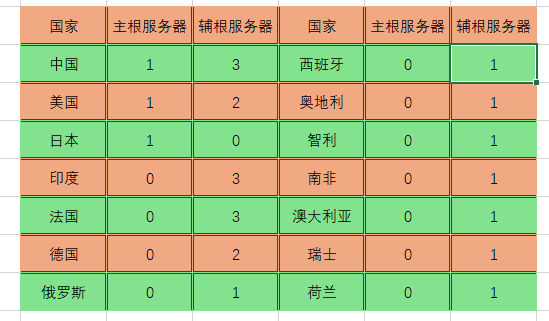 国家 主根服务器 辅根服务器 国家 主根服务器 辅根服务器
中国 1 3 西班牙 0 1
美国 1 2 奥地利 0 1
日本 1 0 智利 0 1
印度 0 3 南非 0 1
法国 0 3 澳大利亚 0 1
德国 0 2 瑞士 0 1
俄罗斯 0 1 荷兰 0 1